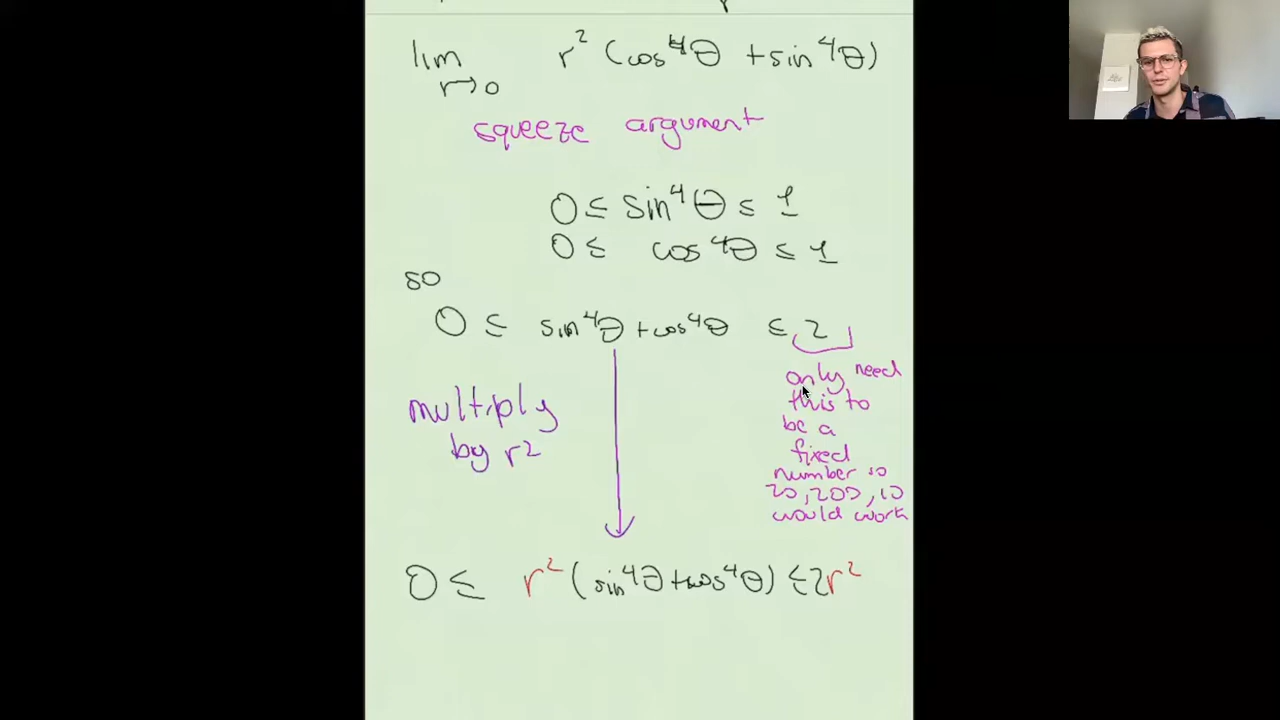 lim r² (cos⁴θ + sin⁴θ)
r→0
squeeze argument
0 ≤ sin⁴θ ≤ 1
0 ≤ cos⁴θ ≤ 1
so
0 ≤ sin⁴θ + cos⁴θ ≤ 2
only need
this to
be a
fixed
number so
20, 200, 10
would work
multiply
by r²
0 ≤ r² (sin⁴θ + cos⁴θ) ≤ 2r²